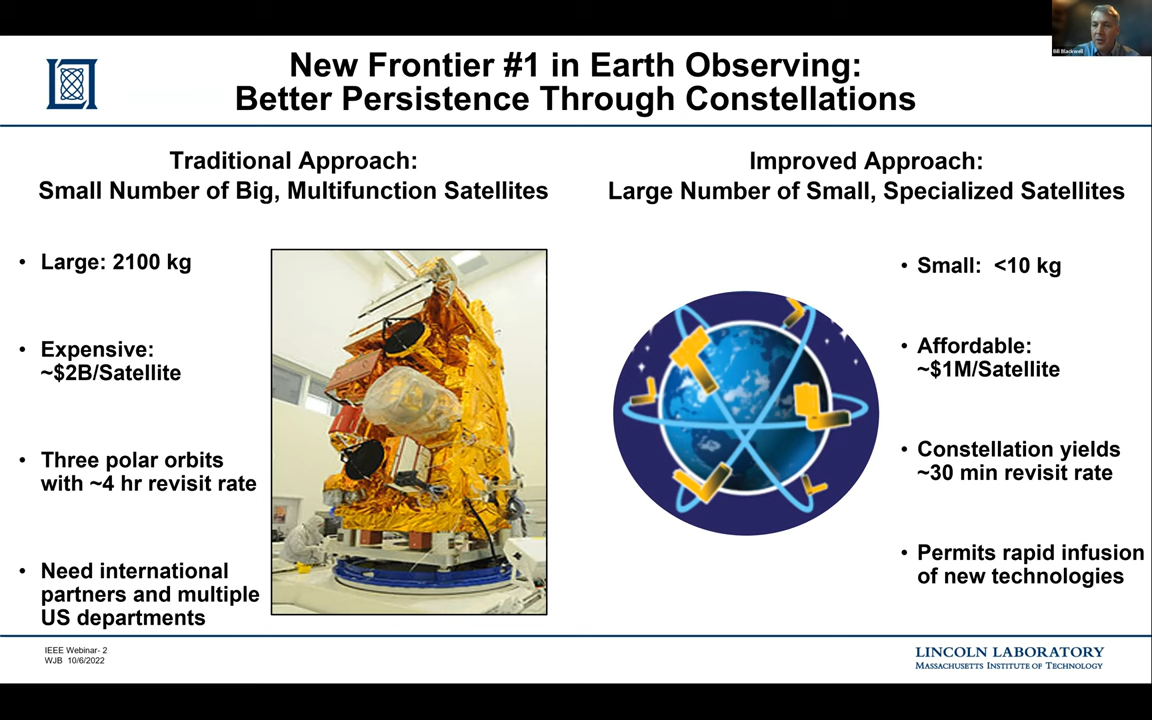 Bill Blackwell
New Frontier #1 in Earth Observing:
Better Persistence Through Constellations
Traditional Approach:
Small Number of Big, Multifunction Satellites
• Large: 2100 kg
• Expensive:
~$2B/Satellite
• Three polar orbits
with ~4 hr revisit rate
• Need international
partners and multiple
US departments
Improved Approach:
Large Number of Small, Specialized Satellites
• Small: <10 kg
• Affordable:
~$1M/Satellite
• Constellation yields
~30 min revisit rate
• Permits rapid infusion
of new technologies
IEEE Webinar- 2
WJB 10/6/2022
LINCOLN LABORATORY
MASSACHUSETTS INSTITUTE OF TECHNOLOGY